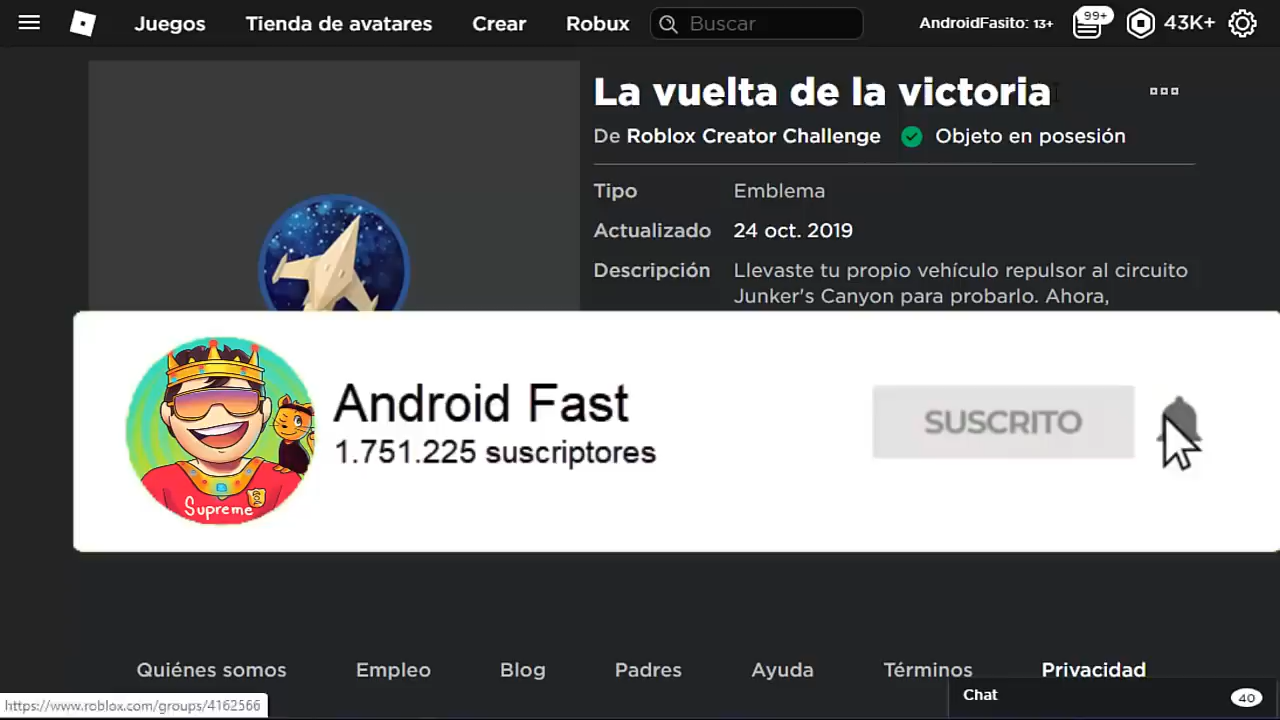 Juegos Tienda de avatares Crear Robux Buscar AndroidFasito: 13+ 99+ 43K+
La vuelta de la victoria
De Roblox Creator Challenge Objeto en posesión
Tipo Emblema
Actualizado 24 oct. 2019
Descripción Llevaste tu propio vehículo repulsor al circuito
Junker's Canyon para probarlo. Ahora,
Android Fast
1.751.225 suscriptores
SUSCRITO
Supreme
Quiénes somos Empleo Blog Padres Ayuda Términos Privacidad
https://www.roblox.com/groups/4162566
Chat 40